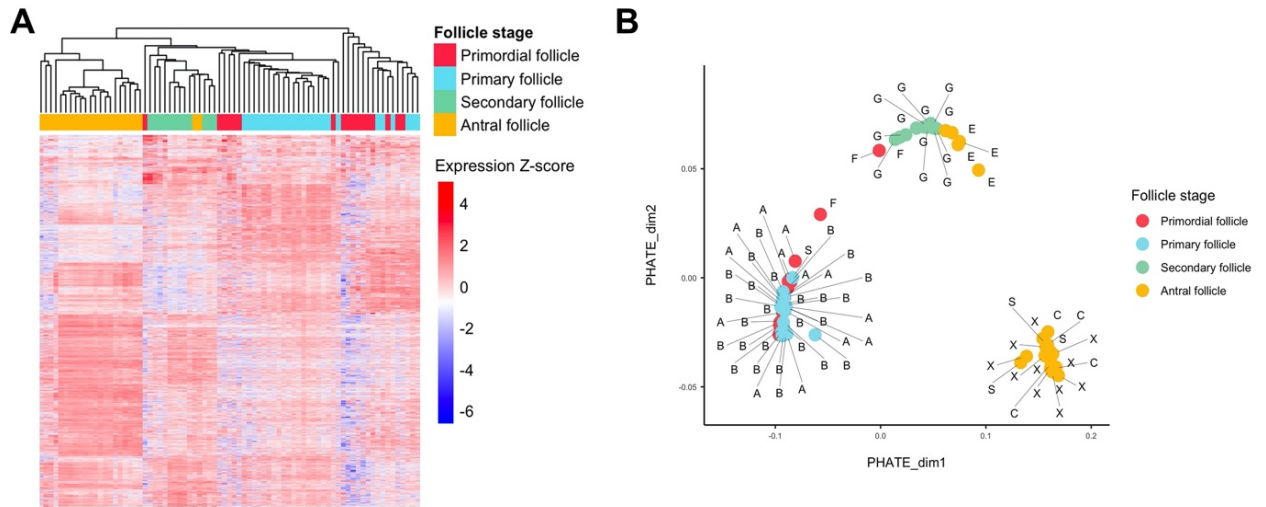 A
Follicle stage
Primordial follicle
Primary follicle
Secondary follicle
Antral follicle
Expression Z-score
4
2
0
-2
-4
-6
B
PHATE_dim2
0.05
0.00
-0.05
G G
G
G G
G
E
G
G
F E
F G
G G G E
F
A
A A B
B
A S B
B
B B A A B
B
B B B B B
B
A
A B B B
A A
B B B B
B B
B B B
A B A
S
X C C
S X
X
X X C
X
S
X X X
C X
-0.1 0.0 0.1 0.2
PHATE_dim1
Follicle stage
Primordial follicle
Primary follicle
Secondary follicle
Antral follicle